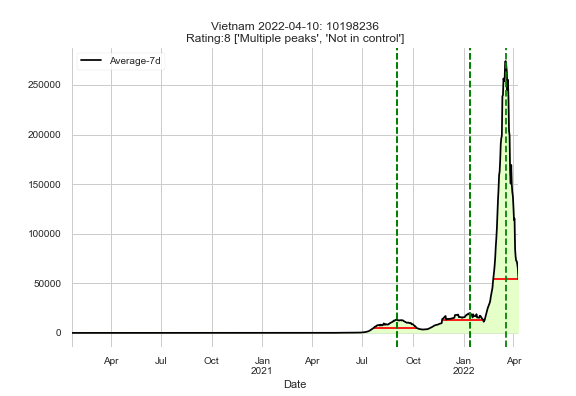 Vietnam 2022-04-10: 10198236
Rating:8 ['Multiple peaks', 'Not in control']
Average-7d
250000
200000
150000
100000
50000
0
Apr Jul Oct Jan Apr Jul Oct Jan Apr
2021 2022
Date